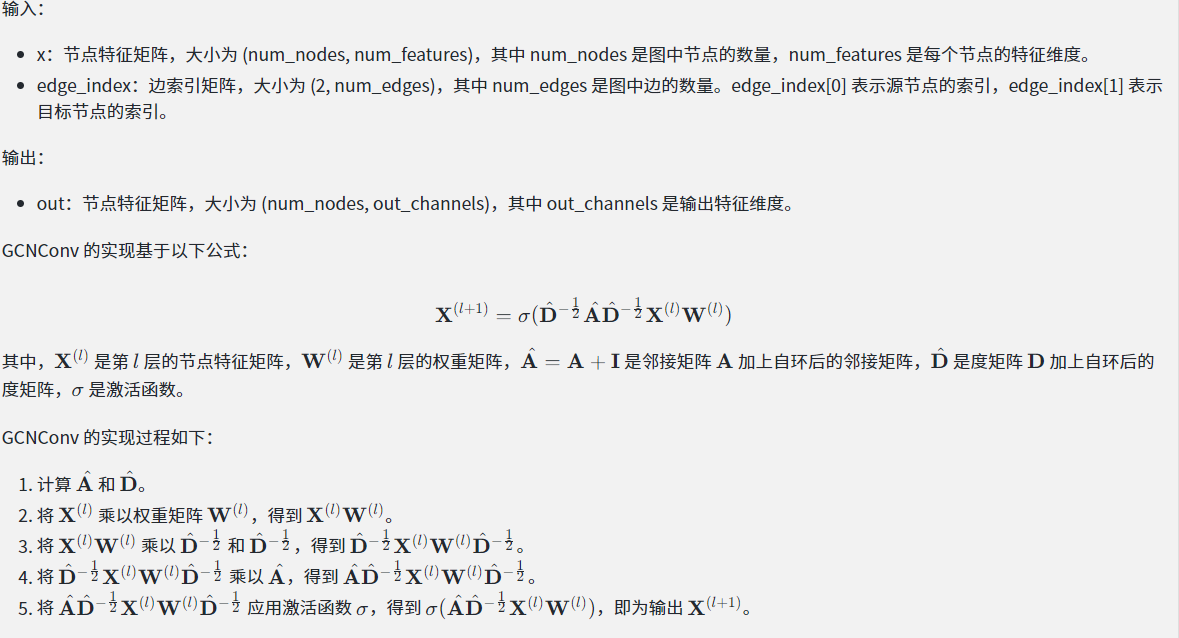 输入：
• x：节点特征矩阵，大小为 (num_nodes, num_features)，其中 num_nodes 是图中节点的数量，num_features 是每个节点的特征维度。
• edge_index：边索引矩阵，大小为 (2, num_edges)，其中 num_edges 是图中边的数量。edge_index[0] 表示源节点的索引，edge_index[1] 表示
目标节点的索引。
输出：
• out：节点特征矩阵，大小为 (num_nodes, out_channels)，其中 out_channels 是输出特征维度。
GCNConv 的实现基于以下公式：
$\mathbf{X}^{(l+1)} = \sigma(\hat{\mathbf{D}}^{-\frac{1}{2}} \hat{\mathbf{A}} \hat{\mathbf{D}}^{-\frac{1}{2}} \mathbf{X}^{(l)} \mathbf{W}^{(l)})$
其中，$\mathbf{X}^{(l)}$ 是第 $l$ 层的节点特征矩阵，$\mathbf{W}^{(l)}$ 是第 $l$ 层的权重矩阵，$\hat{\mathbf{A}} = \mathbf{A} + \mathbf{I}$ 是邻接矩阵 $\mathbf{A}$ 加上自环后的邻接矩阵，$\hat{\mathbf{D}}$ 是度矩阵 $\mathbf{D}$ 加上自环后的
度矩阵，$\sigma$ 是激活函数。
GCNConv 的实现过程如下：
1. 计算 $\hat{\mathbf{A}}$ 和 $\hat{\mathbf{D}}$。
2. 将 $\mathbf{X}^{(l)}$ 乘以权重矩阵 $\mathbf{W}^{(l)}$，得到 $\mathbf{X}^{(l)} \mathbf{W}^{(l)}$。
3. 将 $\mathbf{X}^{(l)} \mathbf{W}^{(l)}$ 乘以 $\hat{\mathbf{D}}^{-\frac{1}{2}}$ 和 $\hat{\mathbf{D}}^{-\frac{1}{2}}$，得到 $\hat{\mathbf{D}}^{-\frac{1}{2}} \mathbf{X}^{(l)} \mathbf{W}^{(l)} \hat{\mathbf{D}}^{-\frac{1}{2}}$。
4. 将 $\hat{\mathbf{D}}^{-\frac{1}{2}} \mathbf{X}^{(l)} \mathbf{W}^{(l)} \hat{\mathbf{D}}^{-\frac{1}{2}}$ 乘以 $\hat{\mathbf{A}}$，得到 $\hat{\mathbf{A}} \hat{\mathbf{D}}^{-\frac{1}{2}} \mathbf{X}^{(l)} \mathbf{W}^{(l)} \hat{\mathbf{D}}^{-\frac{1}{2}}$。
5. 将 $\hat{\mathbf{A}} \hat{\mathbf{D}}^{-\frac{1}{2}} \mathbf{X}^{(l)} \mathbf{W}^{(l)} \hat{\mathbf{D}}^{-\frac{1}{2}}$ 应用激活函数 $\sigma$，得到 $\sigma(\hat{\mathbf{A}} \hat{\mathbf{D}}^{-\frac{1}{2}} \mathbf{X}^{(l)} \mathbf{W}^{(l)})$，即为输出 $\mathbf{X}^{(l+1)}$。